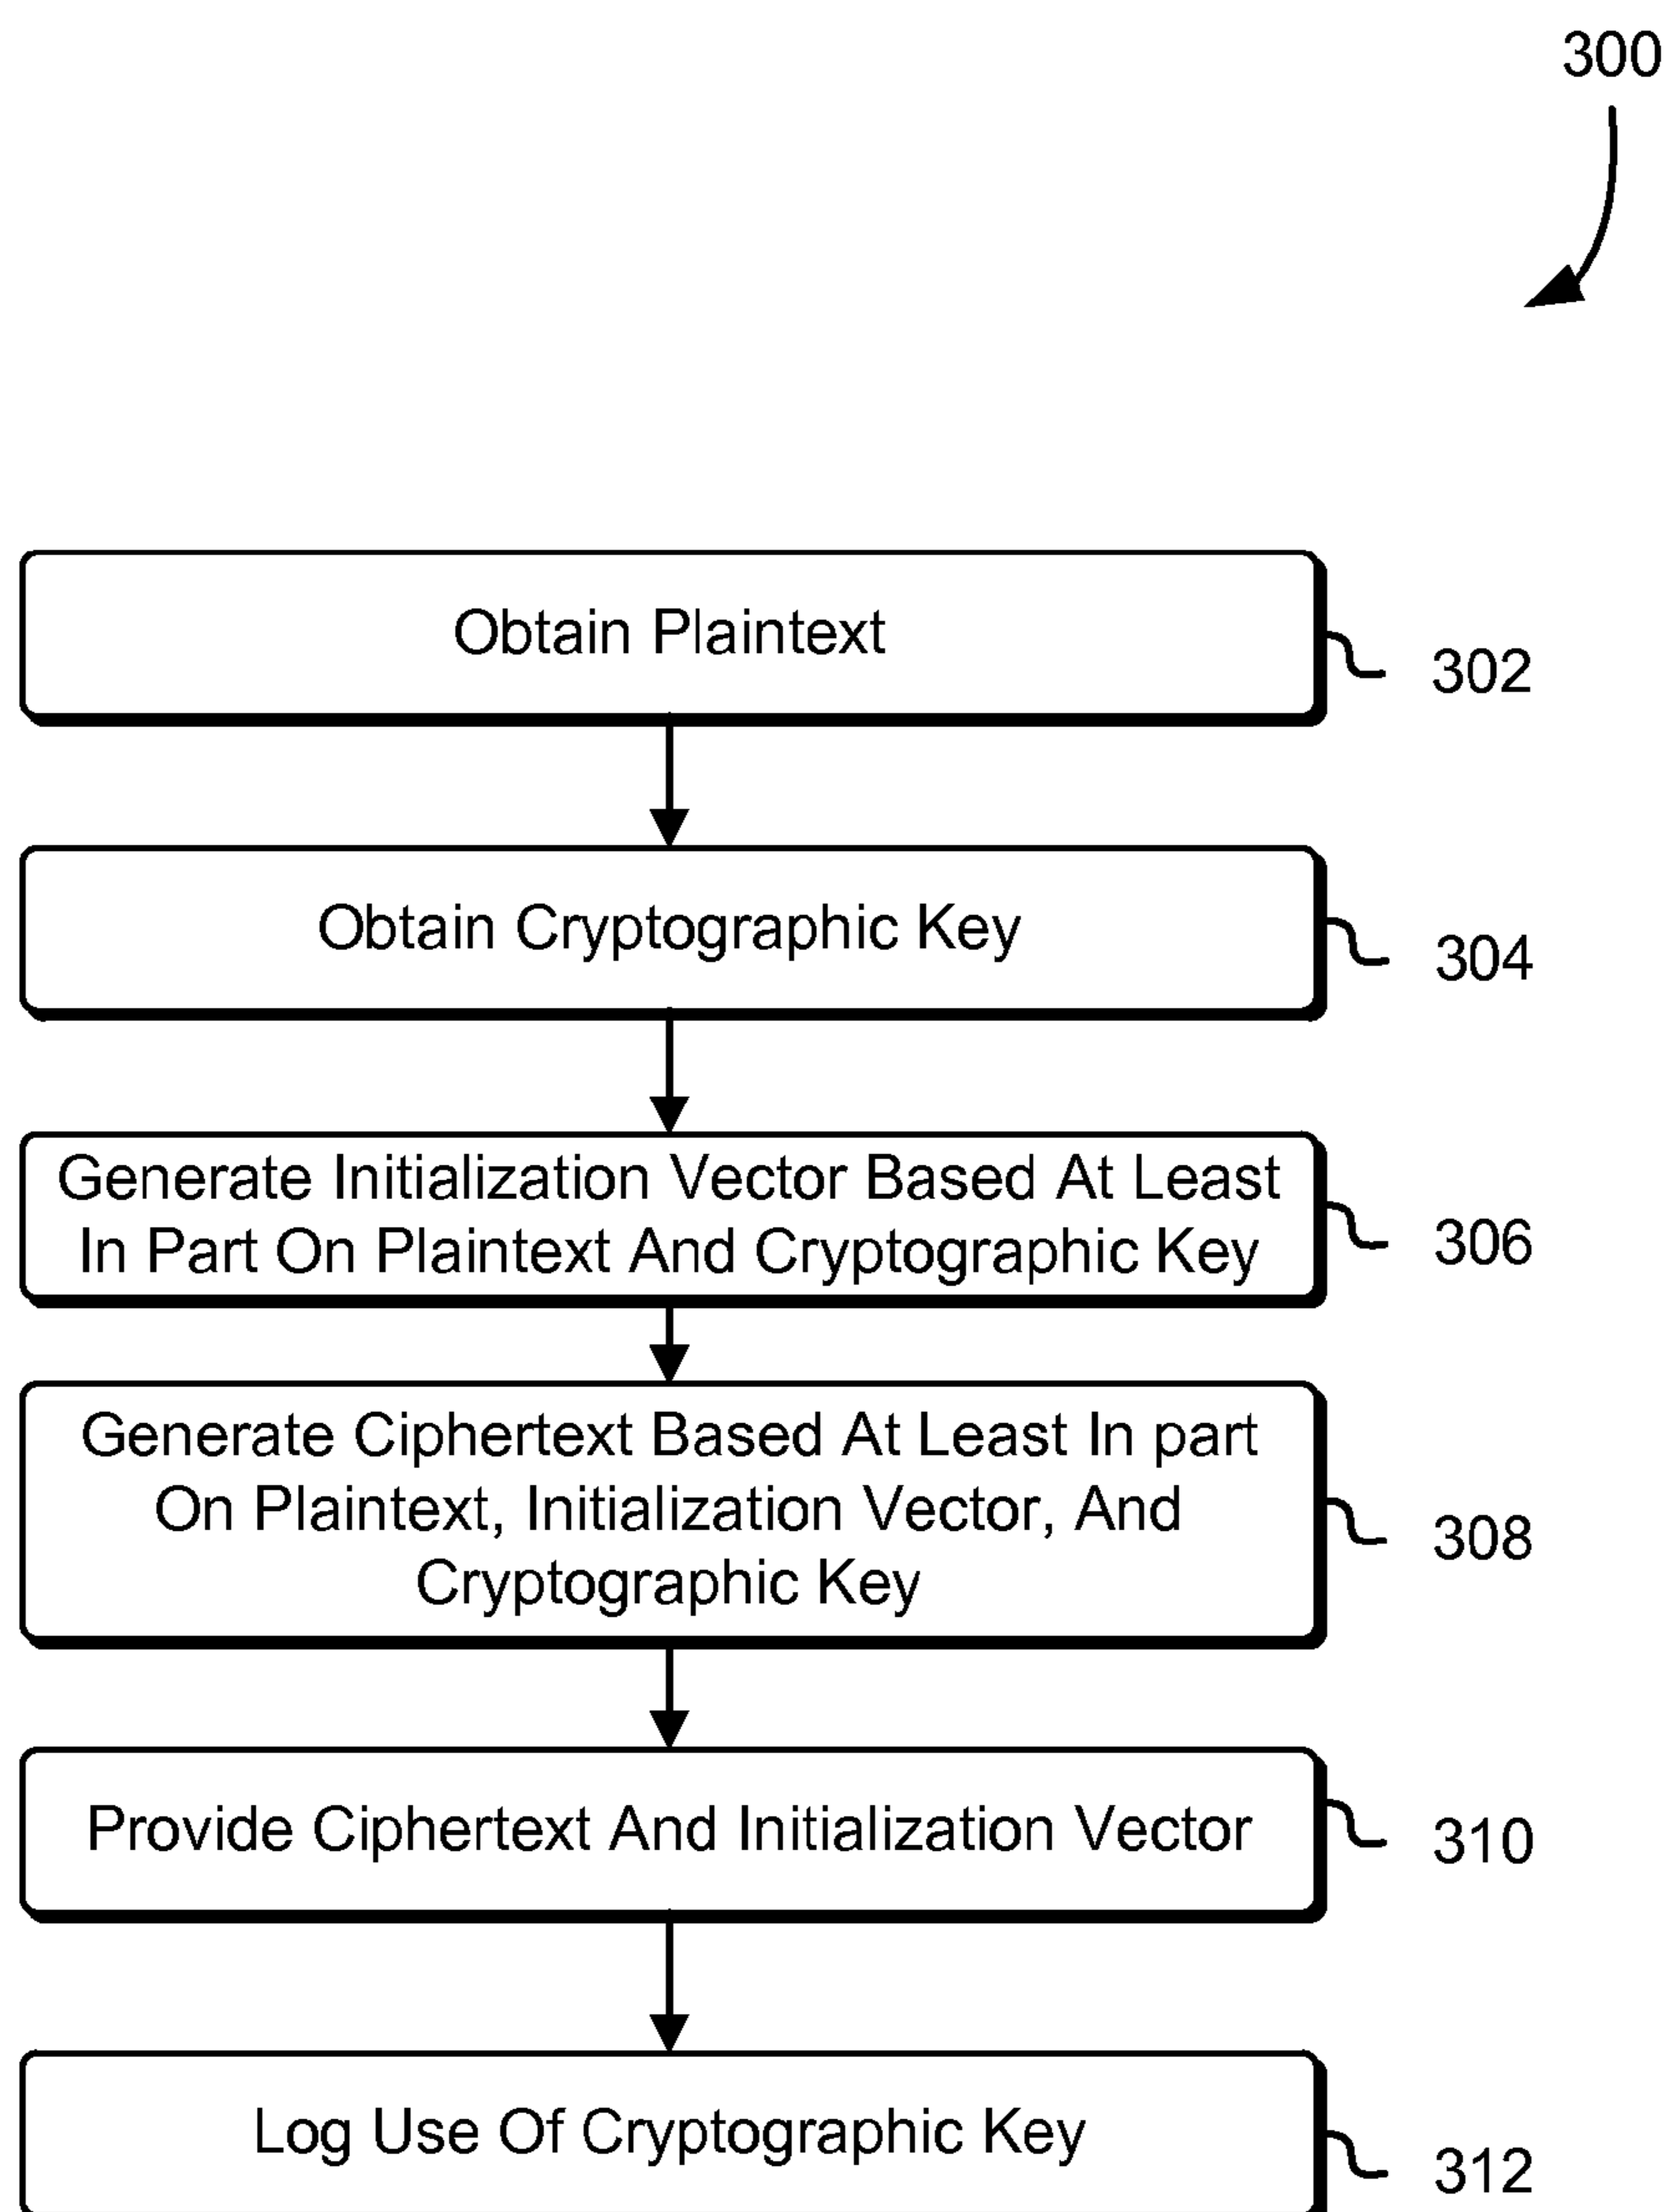 300
Obtain Plaintext
302
Obtain Cryptographic Key
304
Generate Initialization Vector Based At Least
In Part On Plaintext And Cryptographic Key
306
Generate Ciphertext Based At Least In part
On Plaintext, Initialization Vector, And
Cryptographic Key
308
Provide Ciphertext And Initialization Vector
310
Log Use Of Cryptographic Key
312